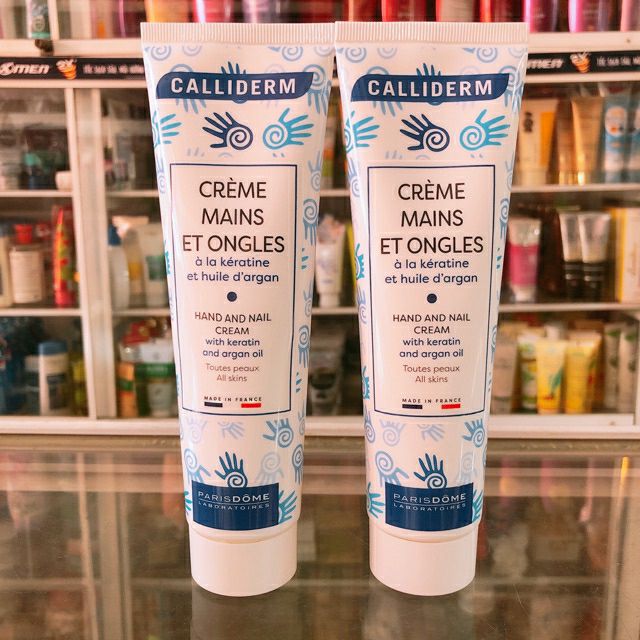 CALLIDERM
CRÈME
MAINS
ET ONGLES
à la kératine
et huile d'argan
HAND AND NAIL
CREAM
with keratin
and argan oil
Toutes peaux
All skins
MADE IN FRANCE
PARISDÔME
LABORATOIRES
CALLIDERM
CRÈME
MAINS
ET ONGLES
à la kératine
et huile d'argan
HAND AND NAIL
CREAM
with keratin
and argan oil
Toutes peaux
All skins
MADE IN FRANCE
PARISDÔME
LABORATOIRES